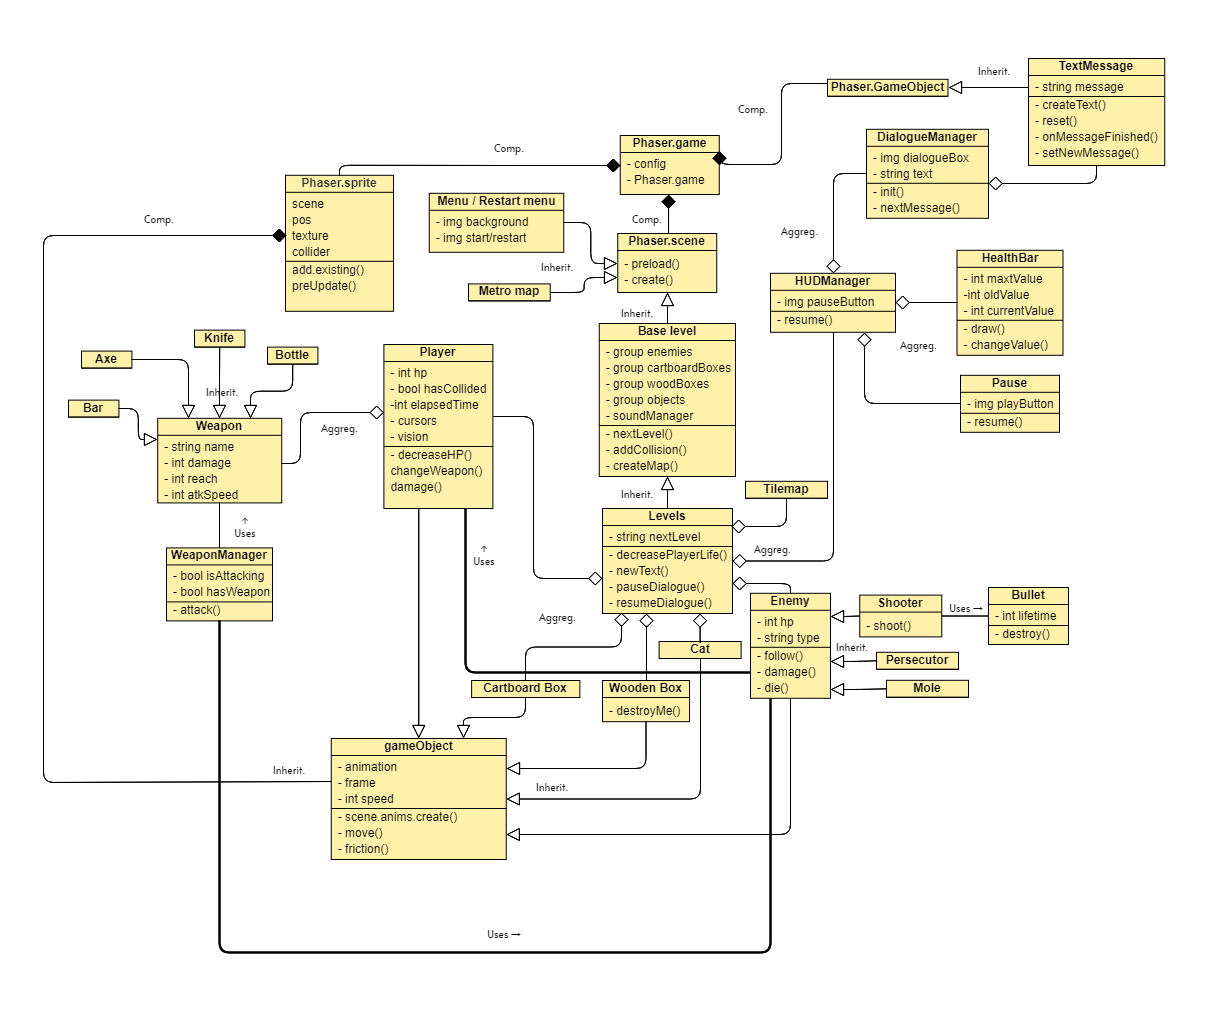 TextMessage
- string message
- createText()
- reset()
- onMessageFinished()
- setNewMessage()
Inherit.
Phaser.GameObject
Comp.
DialogueManager
- img dialogueBox
- string text
- init()
- nextMessage()
Phaser.game
- config
- Phaser.game
Comp.
Phaser.sprite
scene
pos
texture
collider
add.existing()
preUpdate()
Comp.
Menu / Restart menu
- img background
- img start/restart
Comp.
Phaser.scene
- preload()
- create()
Inherit.
Metro map
Aggreg.
HUDManager
- img pauseButton
- resume()
HealthBar
- int maxtValue
-int oldValue
- int currentValue
- draw()
- changeValue()
Aggreg.
Pause
- img playButton
- resume()
Inherit.
Base level
- group enemies
- group cartboardBoxes
- group woodBoxes
- group objects
- soundManager
- nextLevel()
- addCollision()
- createMap()
Knife
Axe
Bottle
Inherit.
Bar
Weapon
- string name
- int damage
- int reach
- int atkSpeed
Aggreg.
Player
- int hp
- bool hasCollided
-int elapsedTime
- cursors
- vision
- decreaseHP()
changeWeapon()
damage()
Inherit.
Tilemap
Levels
- string nextLevel
- decreasePlayerLife()
- newText()
- pauseDialogue()
- resumeDialogue()
Aggreg.
↑
Uses
WeaponManager
- bool isAttacking
- bool hasWeapon
- attack()
↑
Uses
Enemy
- int hp
- string type
- follow()
- damage()
- die()
Shooter
- shoot()
Uses →
Bullet
- int lifetime
- destroy()
Inherit.
Persecutor
Mole
Aggreg.
Cat
Cartboard Box
Wooden Box
- destroyMe()
gameObject
- animation
- frame
- int speed
- scene.anims.create()
- move()
- friction()
Inherit.
Inherit.
Uses →